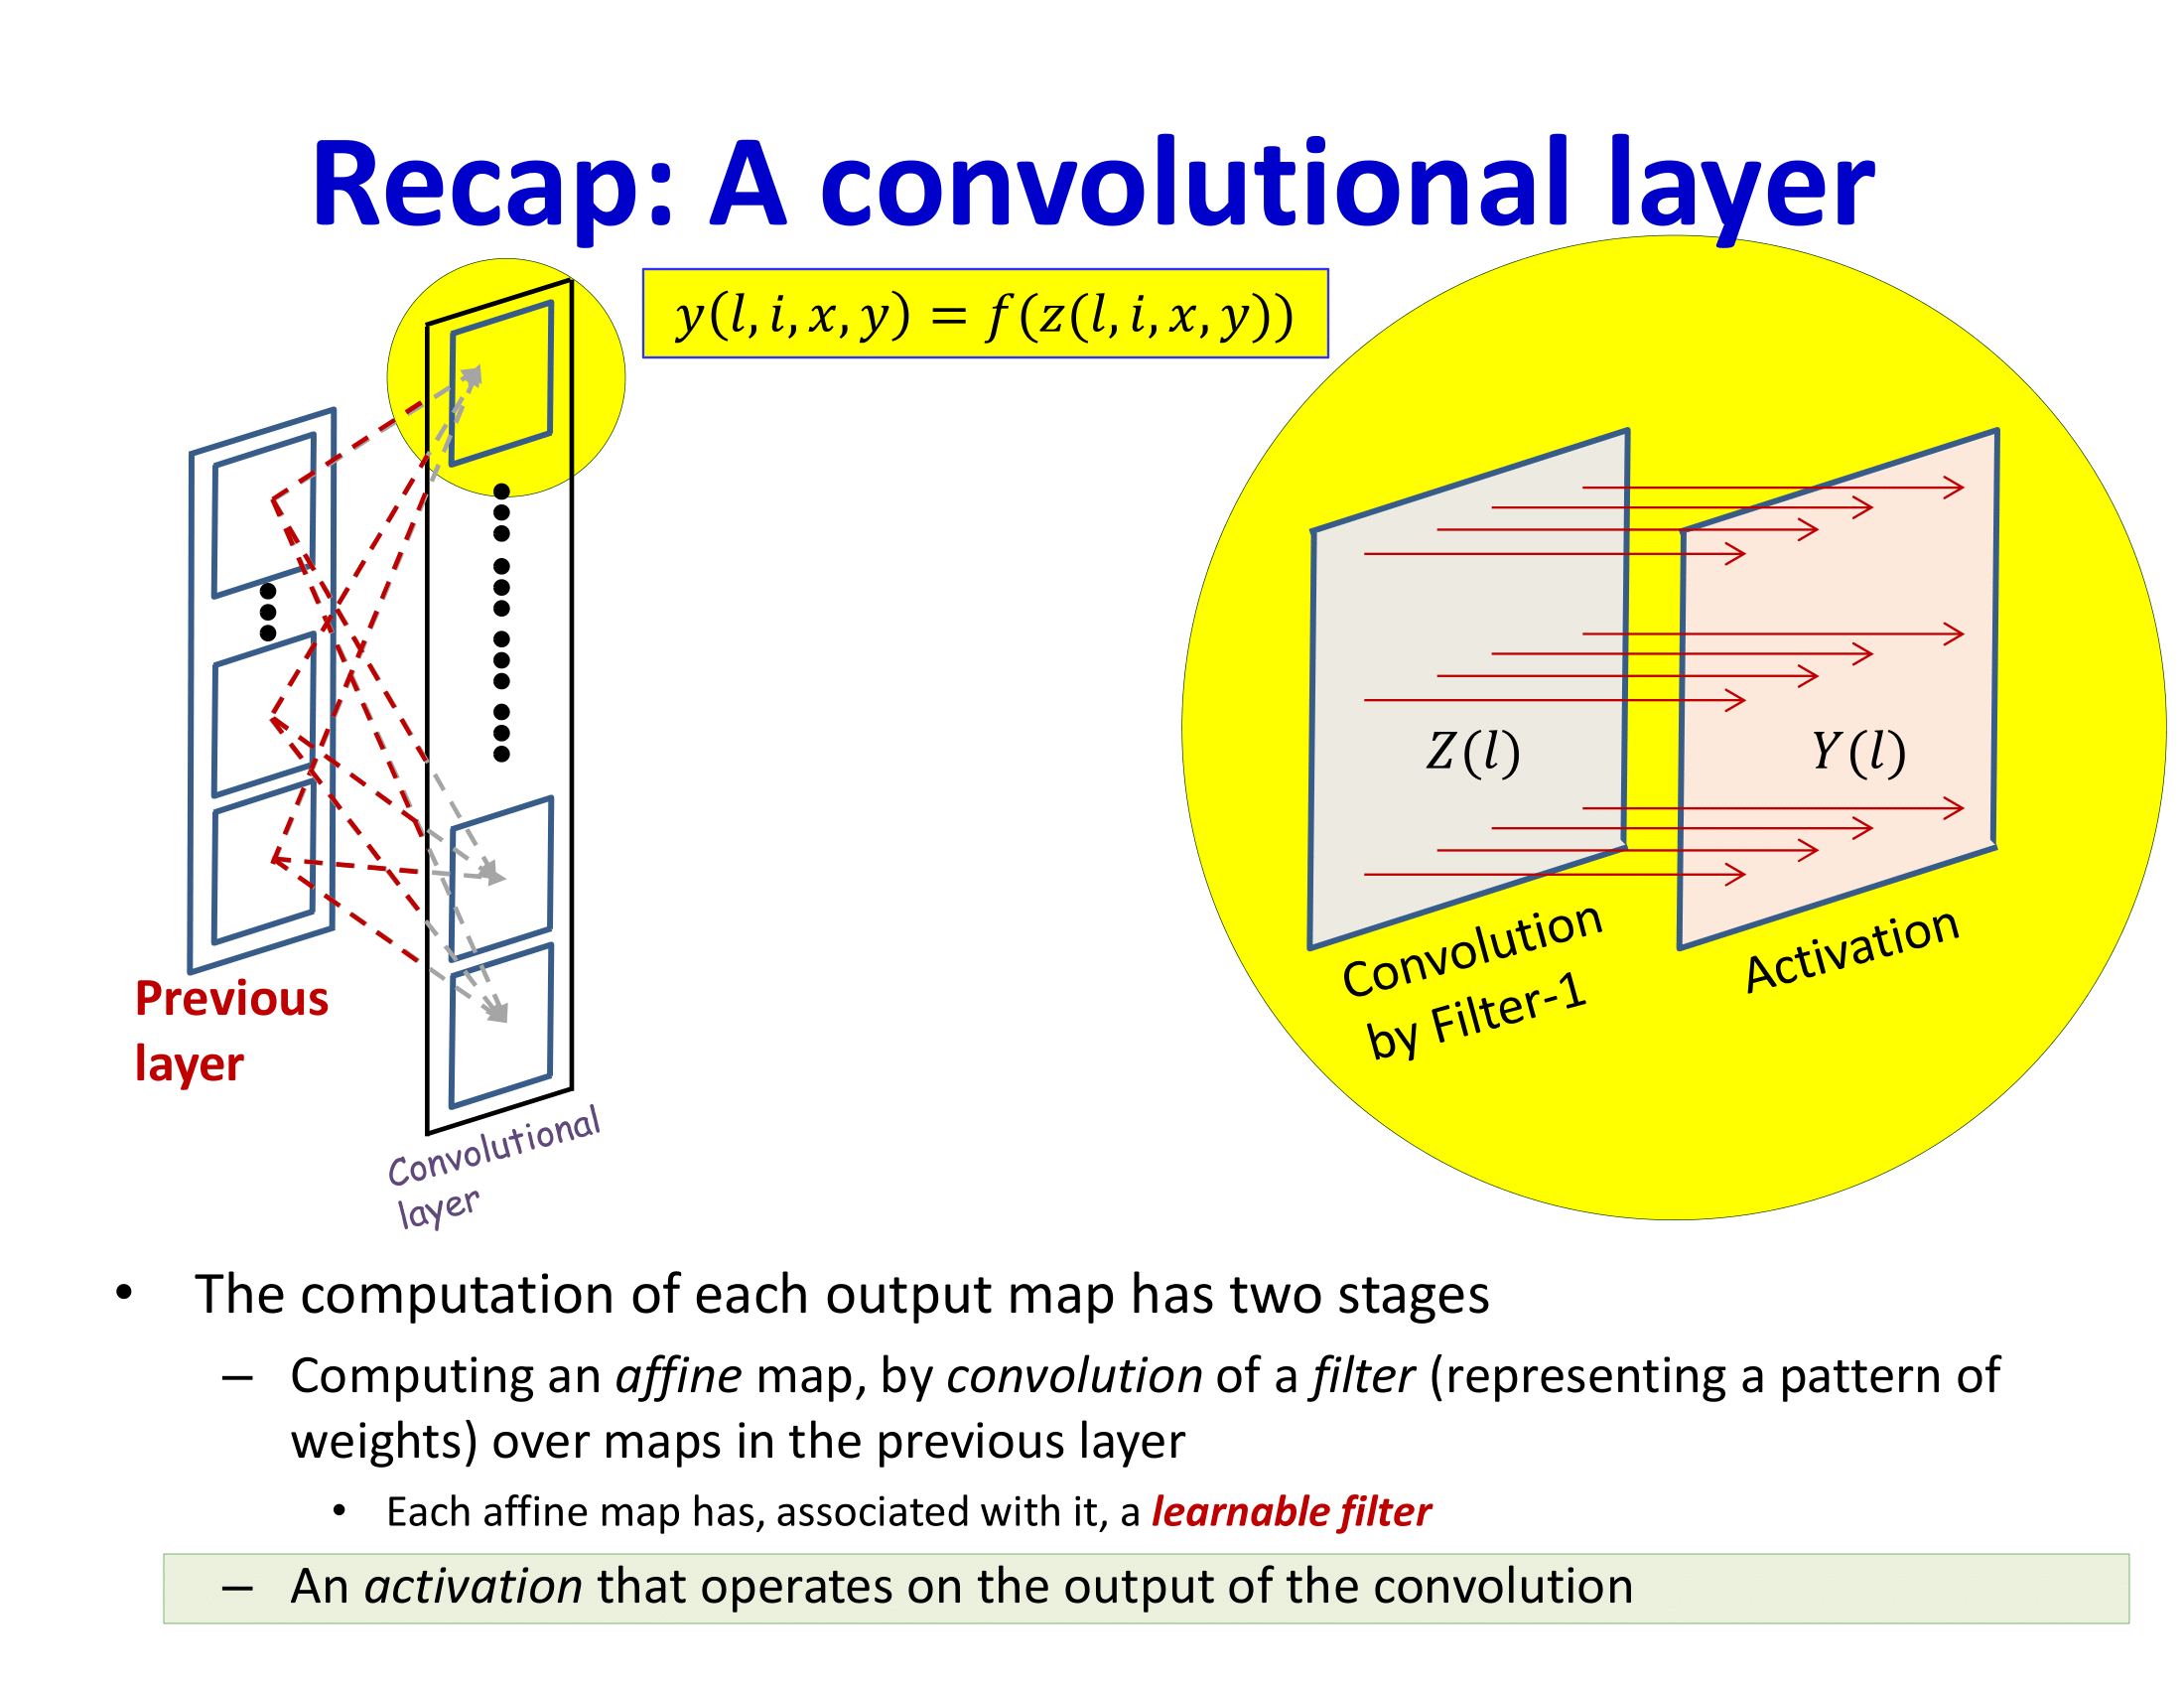 Recap: A convolutional layer
y(l, i, x, y) = f(z(l, i, x, y))
Z(l)
Y(l)
Convolution
by Filter-1
Activation
Previous
layer
Convolutional
layer
• The computation of each output map has two stages
– Computing an affine map, by convolution of a filter (representing a pattern of
weights) over maps in the previous layer
• Each affine map has, associated with it, a learnable filter
– An activation that operates on the output of the convolution